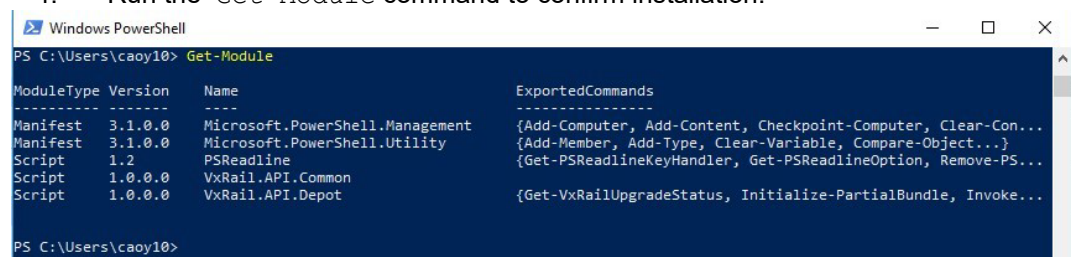 Run the Get-Module command to confirm installation.
Windows PowerShell
PS C:\Users\caoy10> Get-Module
ModuleType Version Name ExportedCommands
---------- ------- ---- ----------------
Manifest 3.1.0.0 Microsoft.PowerShell.Management {Add-Computer, Add-Content, Checkpoint-Computer, Clear-Con...
Manifest 3.1.0.0 Microsoft.PowerShell.Utility {Add-Member, Add-Type, Clear-Variable, Compare-Object...}
Script 1.2 PSReadline {Get-PSReadlineKeyHandler, Get-PSReadlineOption, Remove-PS...
Script 1.0.0.0 VxRail.API.Common
Script 1.0.0.0 VxRail.API.Depot {Get-VxRailUpgradeStatus, Initialize-PartialBundle, Invoke...
PS C:\Users\caoy10>